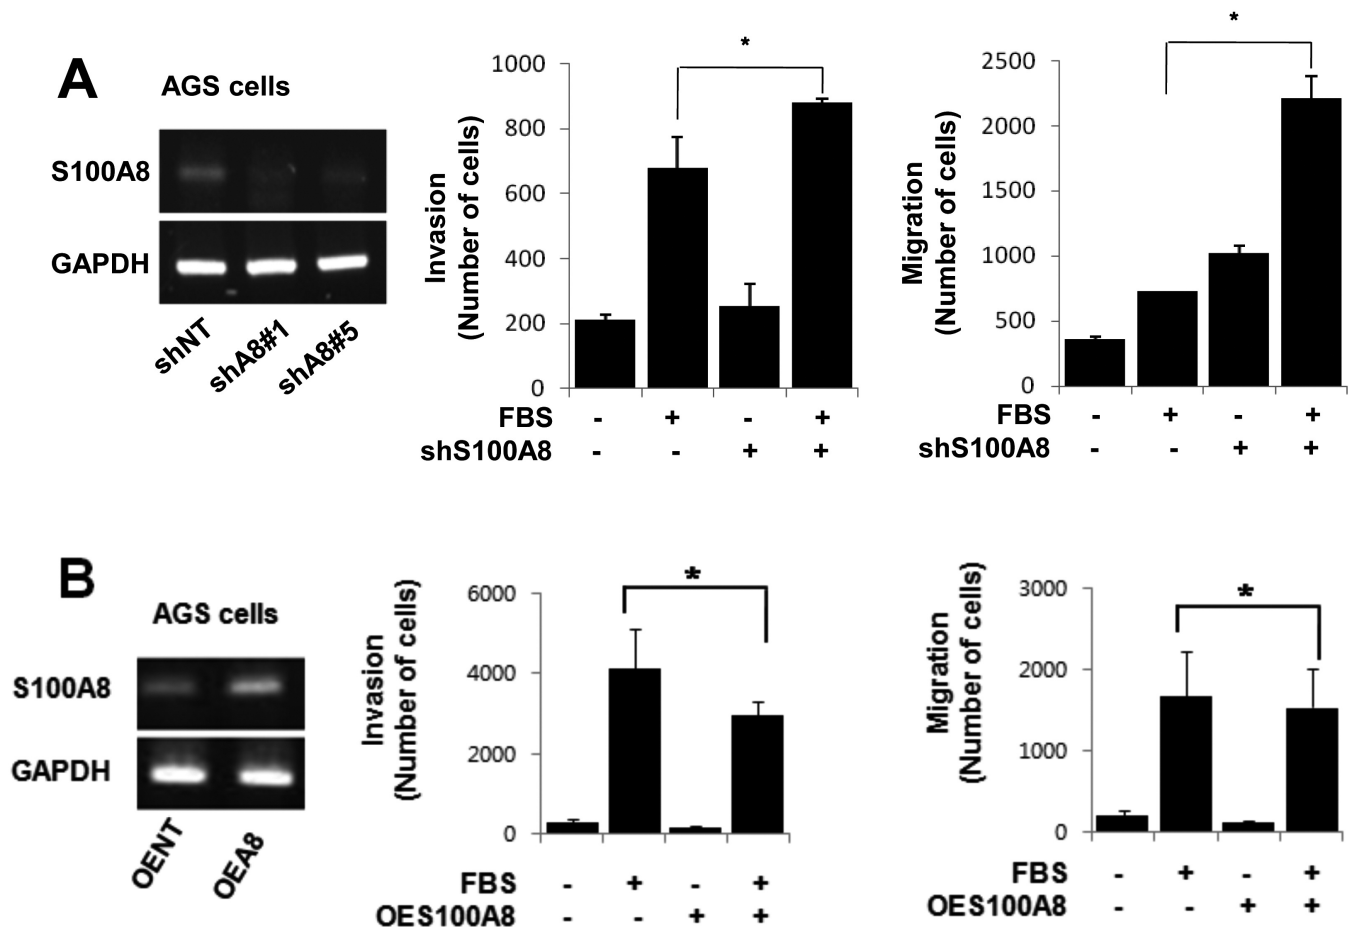 A
AGS cells
S100A8
GAPDH
shNT
shA8#1
shA8#5
*
1000
800
600
400
200
0
Invasion
(Number of cells)
FBS - + - +
shS100A8 - - + +
*
2500
2000
1500
1000
500
0
Migration
(Number of cells)
FBS - + - +
shS100A8 - - + +
B
AGS cells
S100A8
GAPDH
OENT
OEA8
*
6000
4000
2000
0
Invasion
(Number of cells)
FBS - + - +
OES100A8 - - + +
*
3000
2000
1000
0
Migration
(Number of cells)
FBS - + - +
OES100A8 - - + +